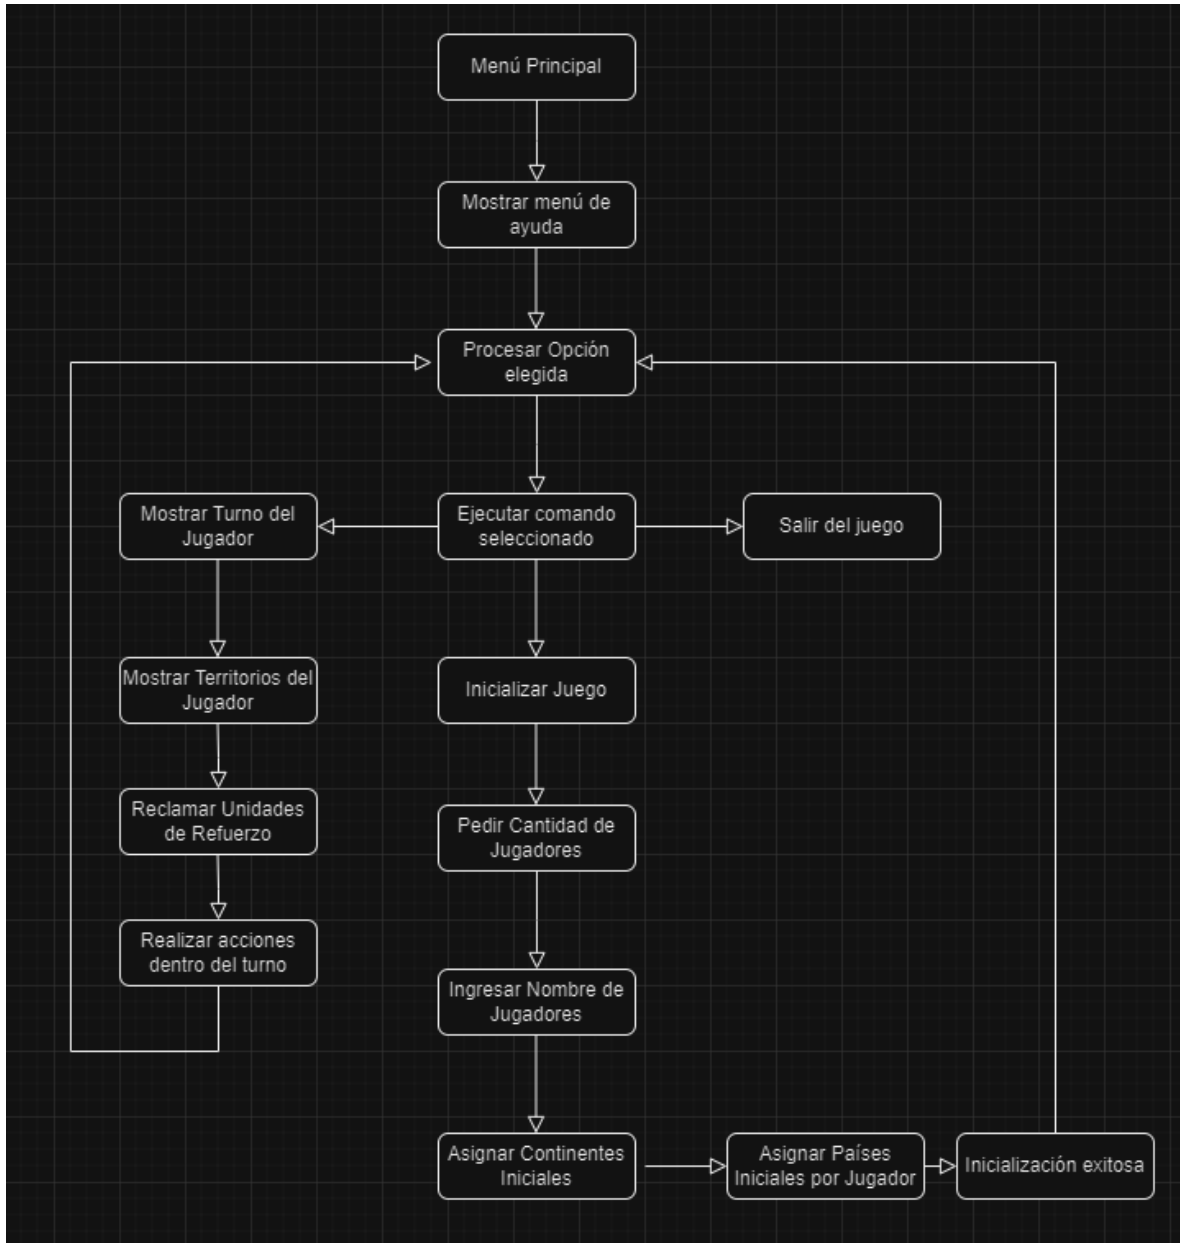 Menú Principal
Mostrar menú de
ayuda
Procesar Opción
elegida
Mostrar Turno del
Jugador
Ejecutar comando
seleccionado
Salir del juego
Mostrar Territorios del
Jugador
Inicializar Juego
Reclamar Unidades
de Refuerzo
Pedir Cantidad de
Jugadores
Realizar acciones
dentro del turno
Ingresar Nombre de
Jugadores
Asignar Continentes
Iniciales
Asignar Países
Iniciales por Jugador
Inicialización exitosa